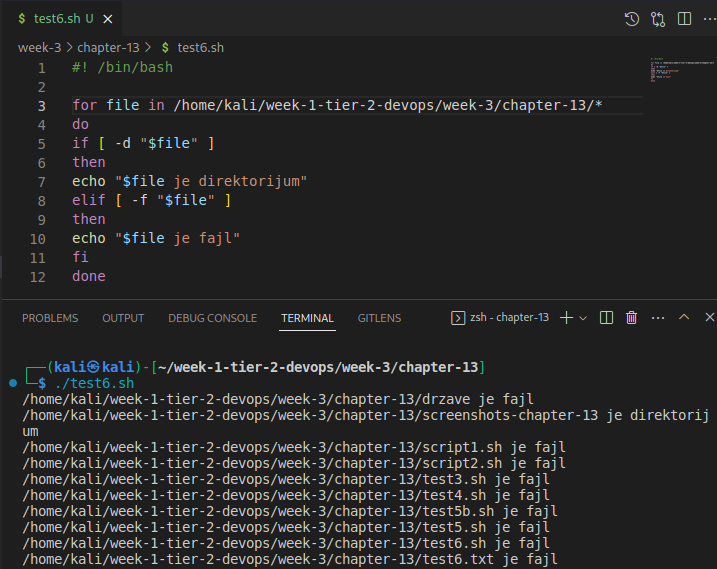 $ test6.sh U
week-3 > chapter-13 > $ test6.sh
1 #! /bin/bash
2
3 for file in /home/kali/week-1-tier-2-devops/week-3/chapter-13/*
4 do
5 if [ -d "$file" ]
6 then
7 echo "$file je direktorijum"
8 elif [ -f "$file" ]
9 then
10 echo "$file je fajl"
11 fi
12 done
PROBLEMS OUTPUT DEBUG CONSOLE TERMINAL GITLENS zsh - chapter-13
┌──(kali㉿kali)-[~/week-1-tier-2-devops/week-3/chapter-13]
└─$ ./test6.sh
/home/kali/week-1-tier-2-devops/week-3/chapter-13/drzave je fajl
/home/kali/week-1-tier-2-devops/week-3/chapter-13/screenshots-chapter-13 je direktorij
um
/home/kali/week-1-tier-2-devops/week-3/chapter-13/script1.sh je fajl
/home/kali/week-1-tier-2-devops/week-3/chapter-13/script2.sh je fajl
/home/kali/week-1-tier-2-devops/week-3/chapter-13/test3.sh je fajl
/home/kali/week-1-tier-2-devops/week-3/chapter-13/test4.sh je fajl
/home/kali/week-1-tier-2-devops/week-3/chapter-13/test5b.sh je fajl
/home/kali/week-1-tier-2-devops/week-3/chapter-13/test5.sh je fajl
/home/kali/week-1-tier-2-devops/week-3/chapter-13/test6.sh je fajl
/home/kali/week-1-tier-2-devops/week-3/chapter-13/test6.txt je fajl